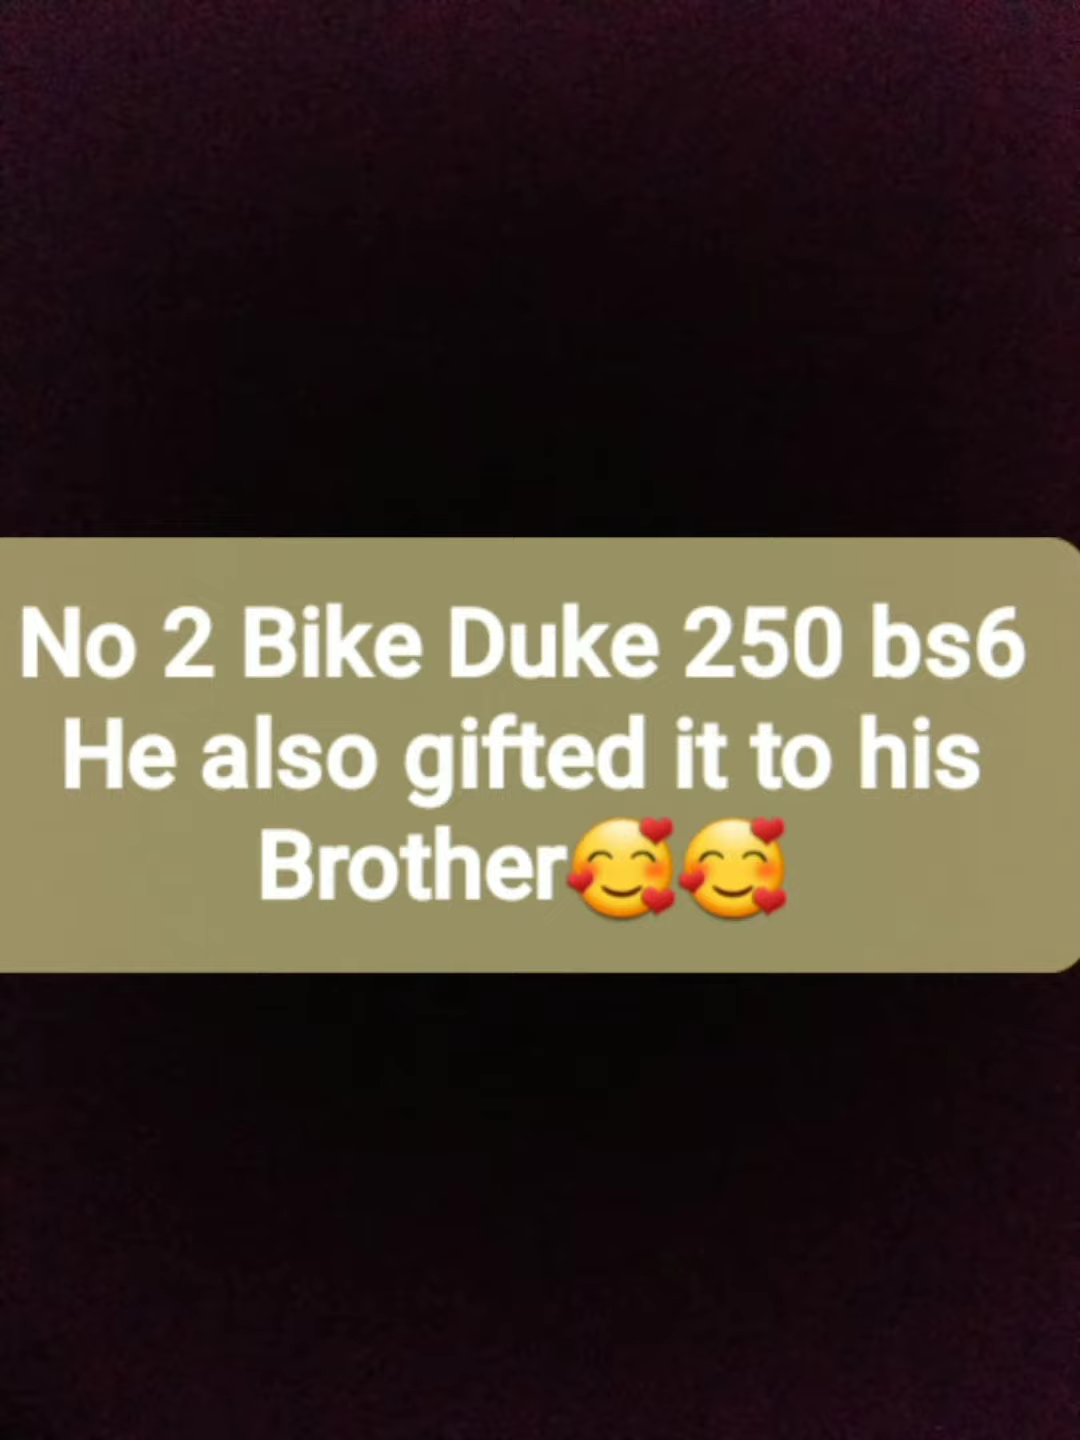 No 2 Bike Duke 250 bs6
He also gifted it to his
Brother🥰🥰